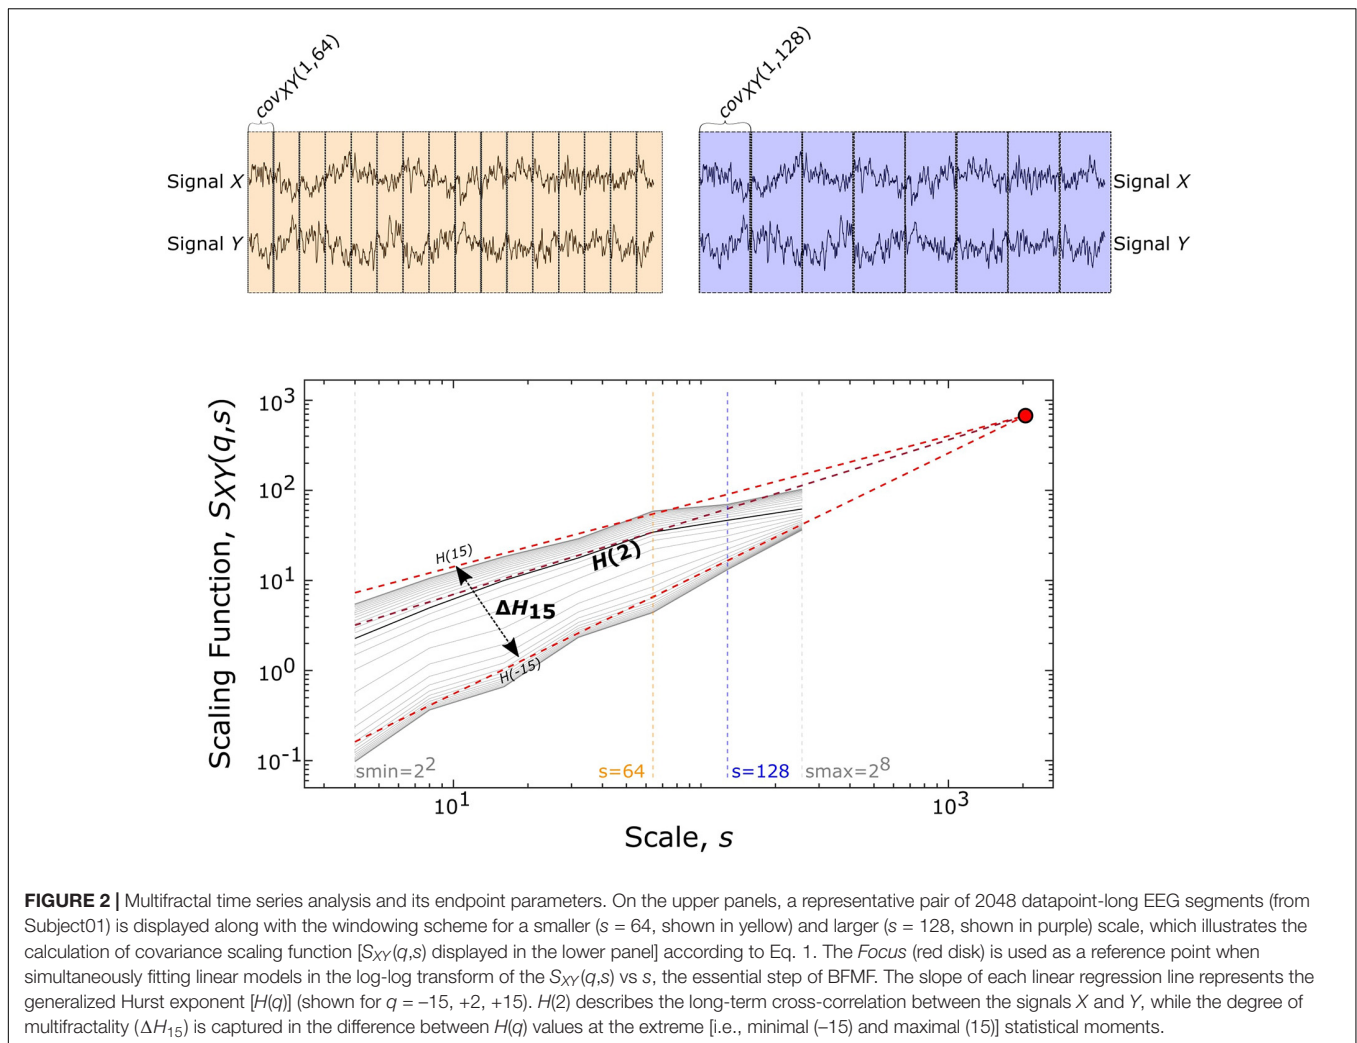 covXY(1,64)
covXY(1,128)
Signal X
Signal X
Signal Y
Signal Y
Scaling Function, SXY(q,s)
10^3
10^2
10^1
10^0
10^-1
H(15)
H(2)
ΔH15
H(-15)
smin=2^2
s=64
s=128
smax=2^8
10^1
10^3
Scale, s
FIGURE 2 | Multifractal time series analysis and its endpoint parameters. On the upper panels, a representative pair of 2048 datapoint-long EEG segments (from
Subject01) is displayed along with the windowing scheme for a smaller (s = 64, shown in yellow) and larger (s = 128, shown in purple) scale, which illustrates the
calculation of covariance scaling function [SXY(q,s) displayed in the lower panel] according to Eq. 1. The Focus (red disk) is used as a reference point when
simultaneously fitting linear models in the log-log transform of the SXY(q,s) vs s, the essential step of BFMF. The slope of each linear regression line represents the
generalized Hurst exponent [H(q)] (shown for q = –15, +2, +15). H(2) describes the long-term cross-correlation between the signals X and Y, while the degree of
multifractality (ΔH15) is captured in the difference between H(q) values at the extreme [i.e., minimal (–15) and maximal (15)] statistical moments.